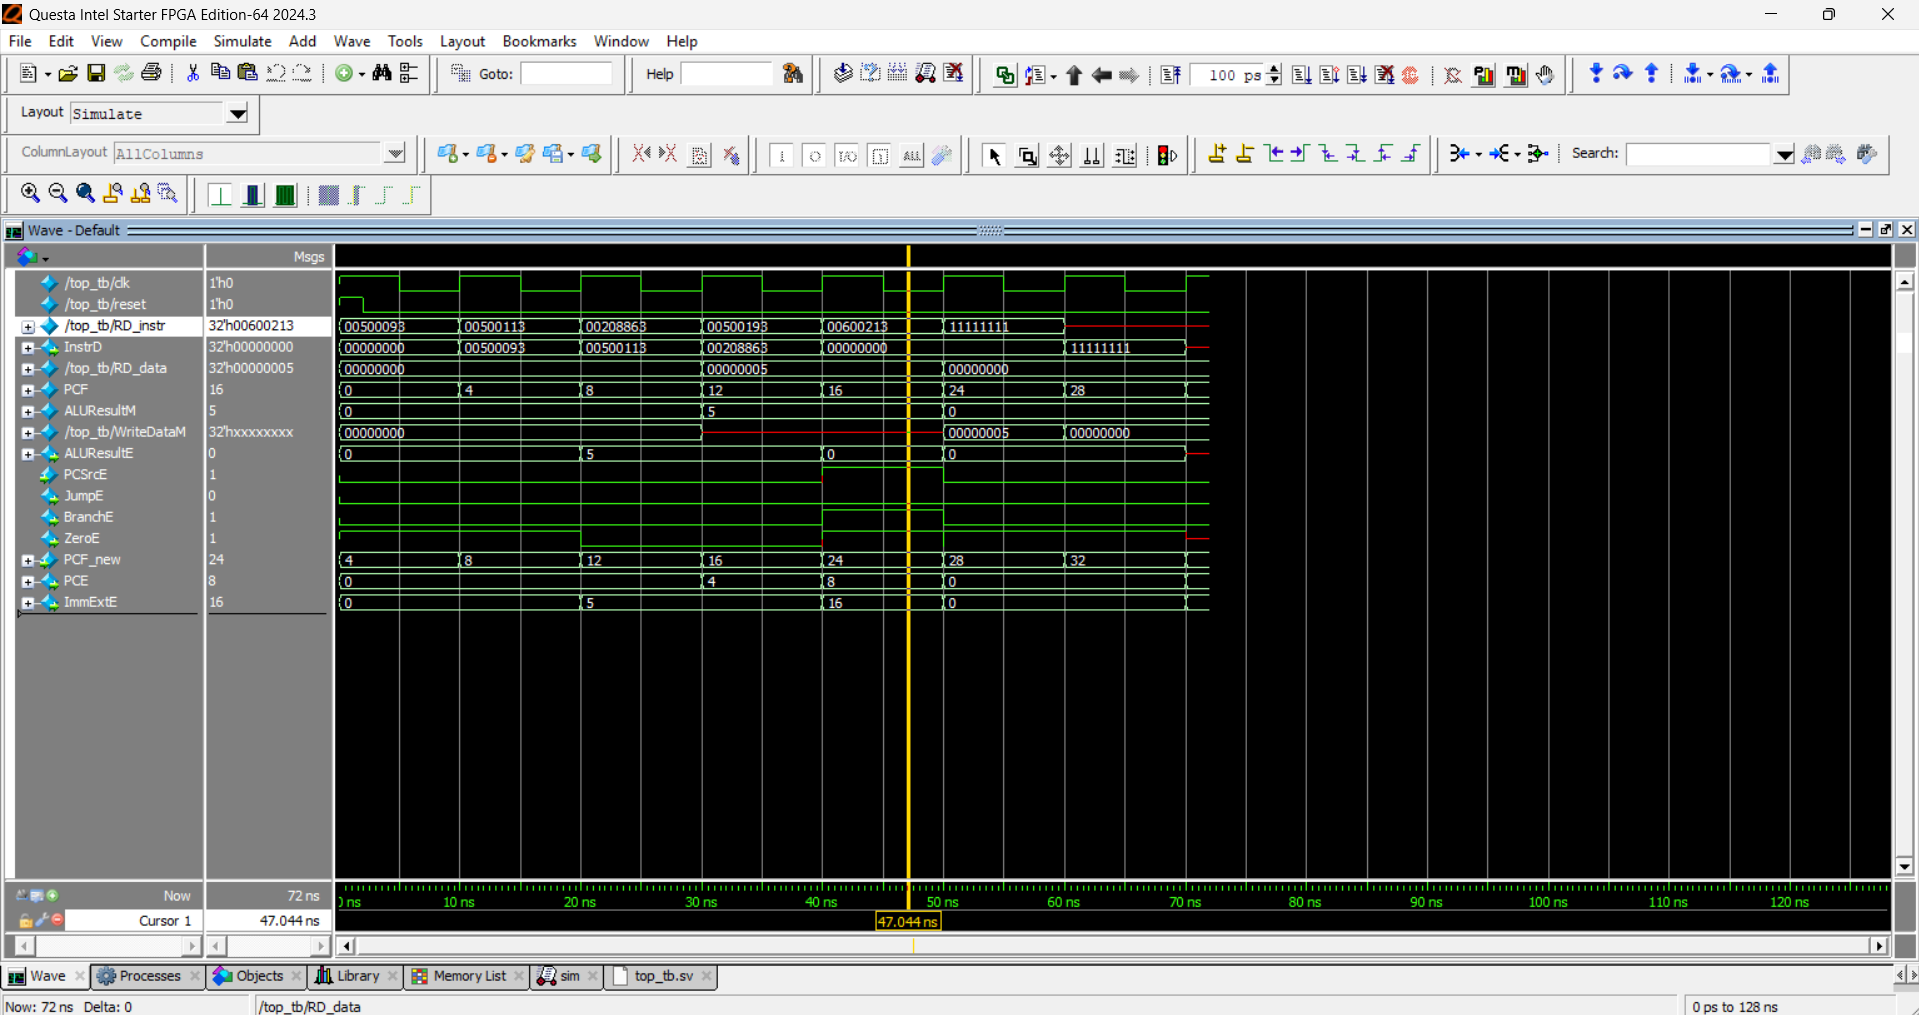 Questa Intel Starter FPGA Edition-64 2024.3
File Edit View Compile Simulate Add Wave Tools Layout Bookmarks Window Help
Goto: Help 100 ps
Layout Simulate
ColumnLayout AllColumns I O I/O ALL Search:
Wave - Default
Msgs
/top_tb/clk 1'h0
/top_tb/reset 1'h0
/top_tb/RD_instr 32'h00600213 00500093 00500113 00208863 00500193 00600213 11111111
InstrD 32'h00000000 00000000 00500093 00500113 00208863 00000000 11111111
/top_tb/RD_data 32'h00000005 00000000 00000005 00000000
PCF 16 0 4 8 12 16 24 28
ALUResultM 5 0 5 0
/top_tb/WriteDataM 32'hxxxxxxxx 00000000 00000005 00000000
ALUResultE 0 0 5 0 0
PCSrcE 1
JumpE 0
BranchE 1
ZeroE 1
PCF_new 24 4 8 12 16 24 28 32
PCE 8 0 4 8 0
ImmExtE 16 0 5 16 0
Now 72 ns 0 ns 10 ns 20 ns 30 ns 40 ns 50 ns 60 ns 70 ns 80 ns 90 ns 100 ns 110 ns 120 ns
Cursor 1 47.044 ns 47.044 ns
Wave Processes Objects Library Memory List sim top_tb.sv
Now: 72 ns Delta: 0 /top_tb/RD_data 0 ps to 128 ns